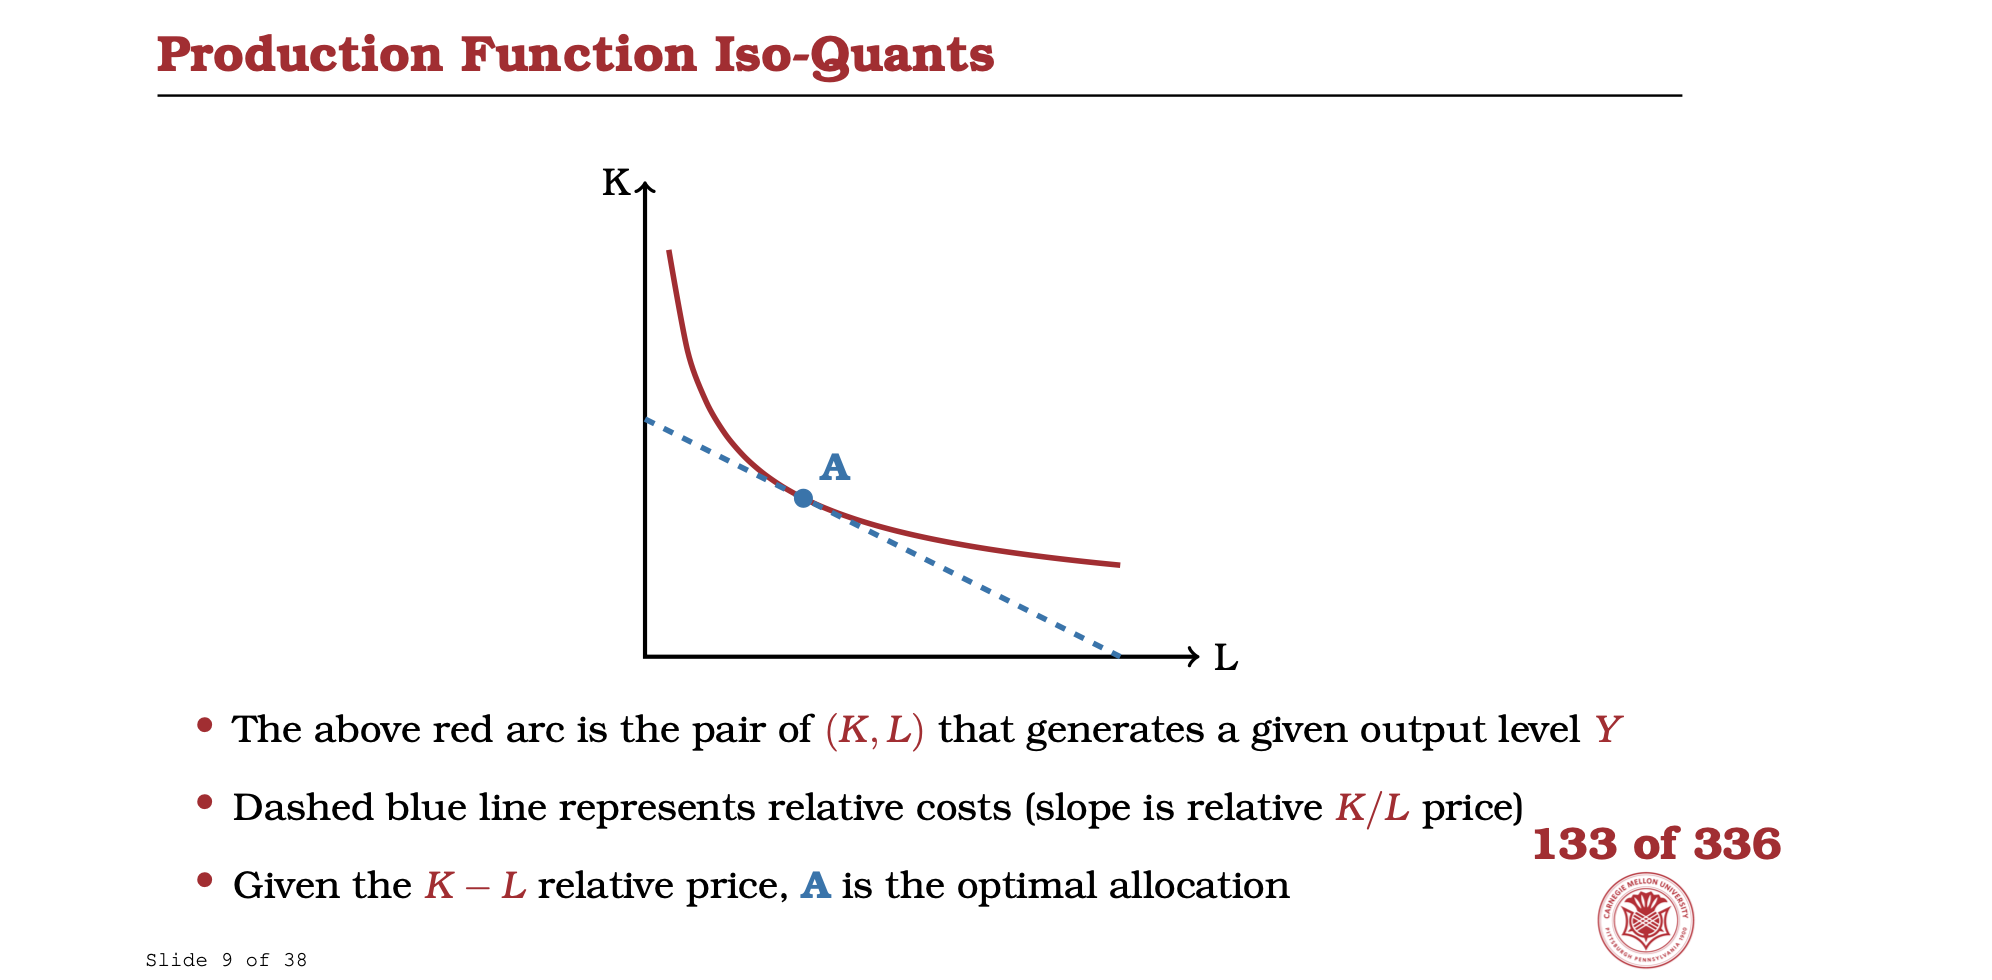 Production Function Iso-Quants
K
A
L
• The above red arc is the pair of (K, L) that generates a given output level Y
• Dashed blue line represents relative costs (slope is relative K/L price)
133 of 336
• Given the K − L relative price, A is the optimal allocation
CARNEGIE MELLON UNIVERSITY
PITTSBURGH PENNSYLVANIA 1900
Slide 9 of 38